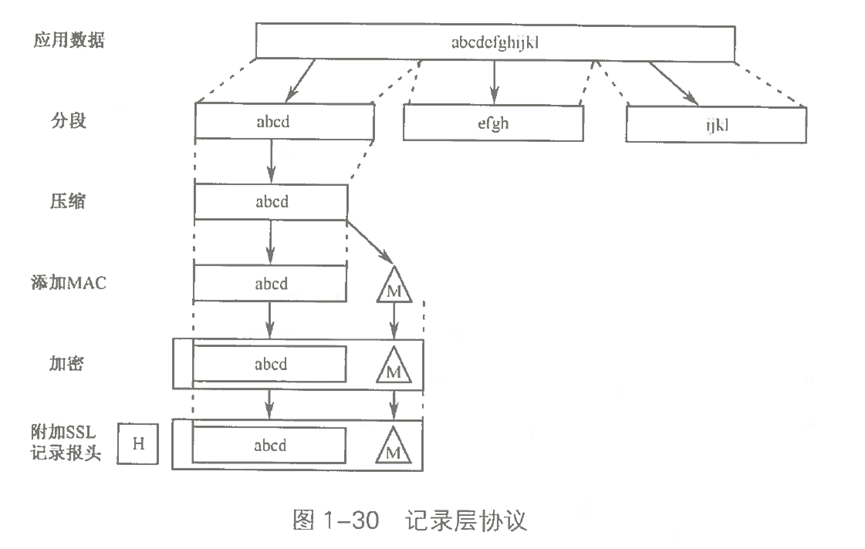 应用数据
abcdefghijkl
分段
abcd
efgh
ijkl
压缩
abcd
添加MAC
abcd
M
加密
abcd
M
附加SSL
记录报头
H
abcd
M
图1-30 记录层协议